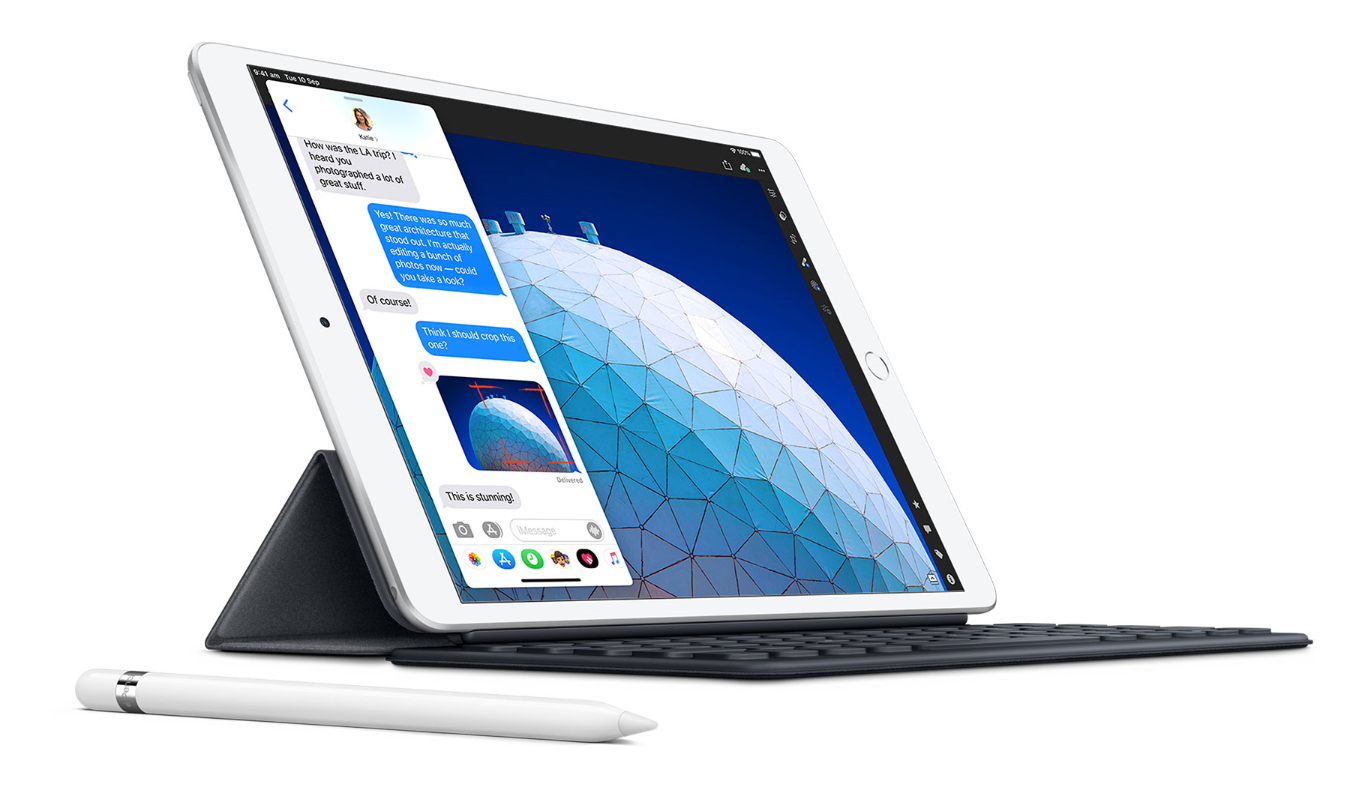 9:41 am Tue 10 Sep
100%
Katie
How was the LA trip? I
heard you
photographed a lot of
great stuff.
Yes! There was so much
great architecture that
stood out. I'm actually
editing a bunch of
photos now — could
you take a look?
Of course!
Think I should crop this
one?
Delivered
This is stunning!
iMessage